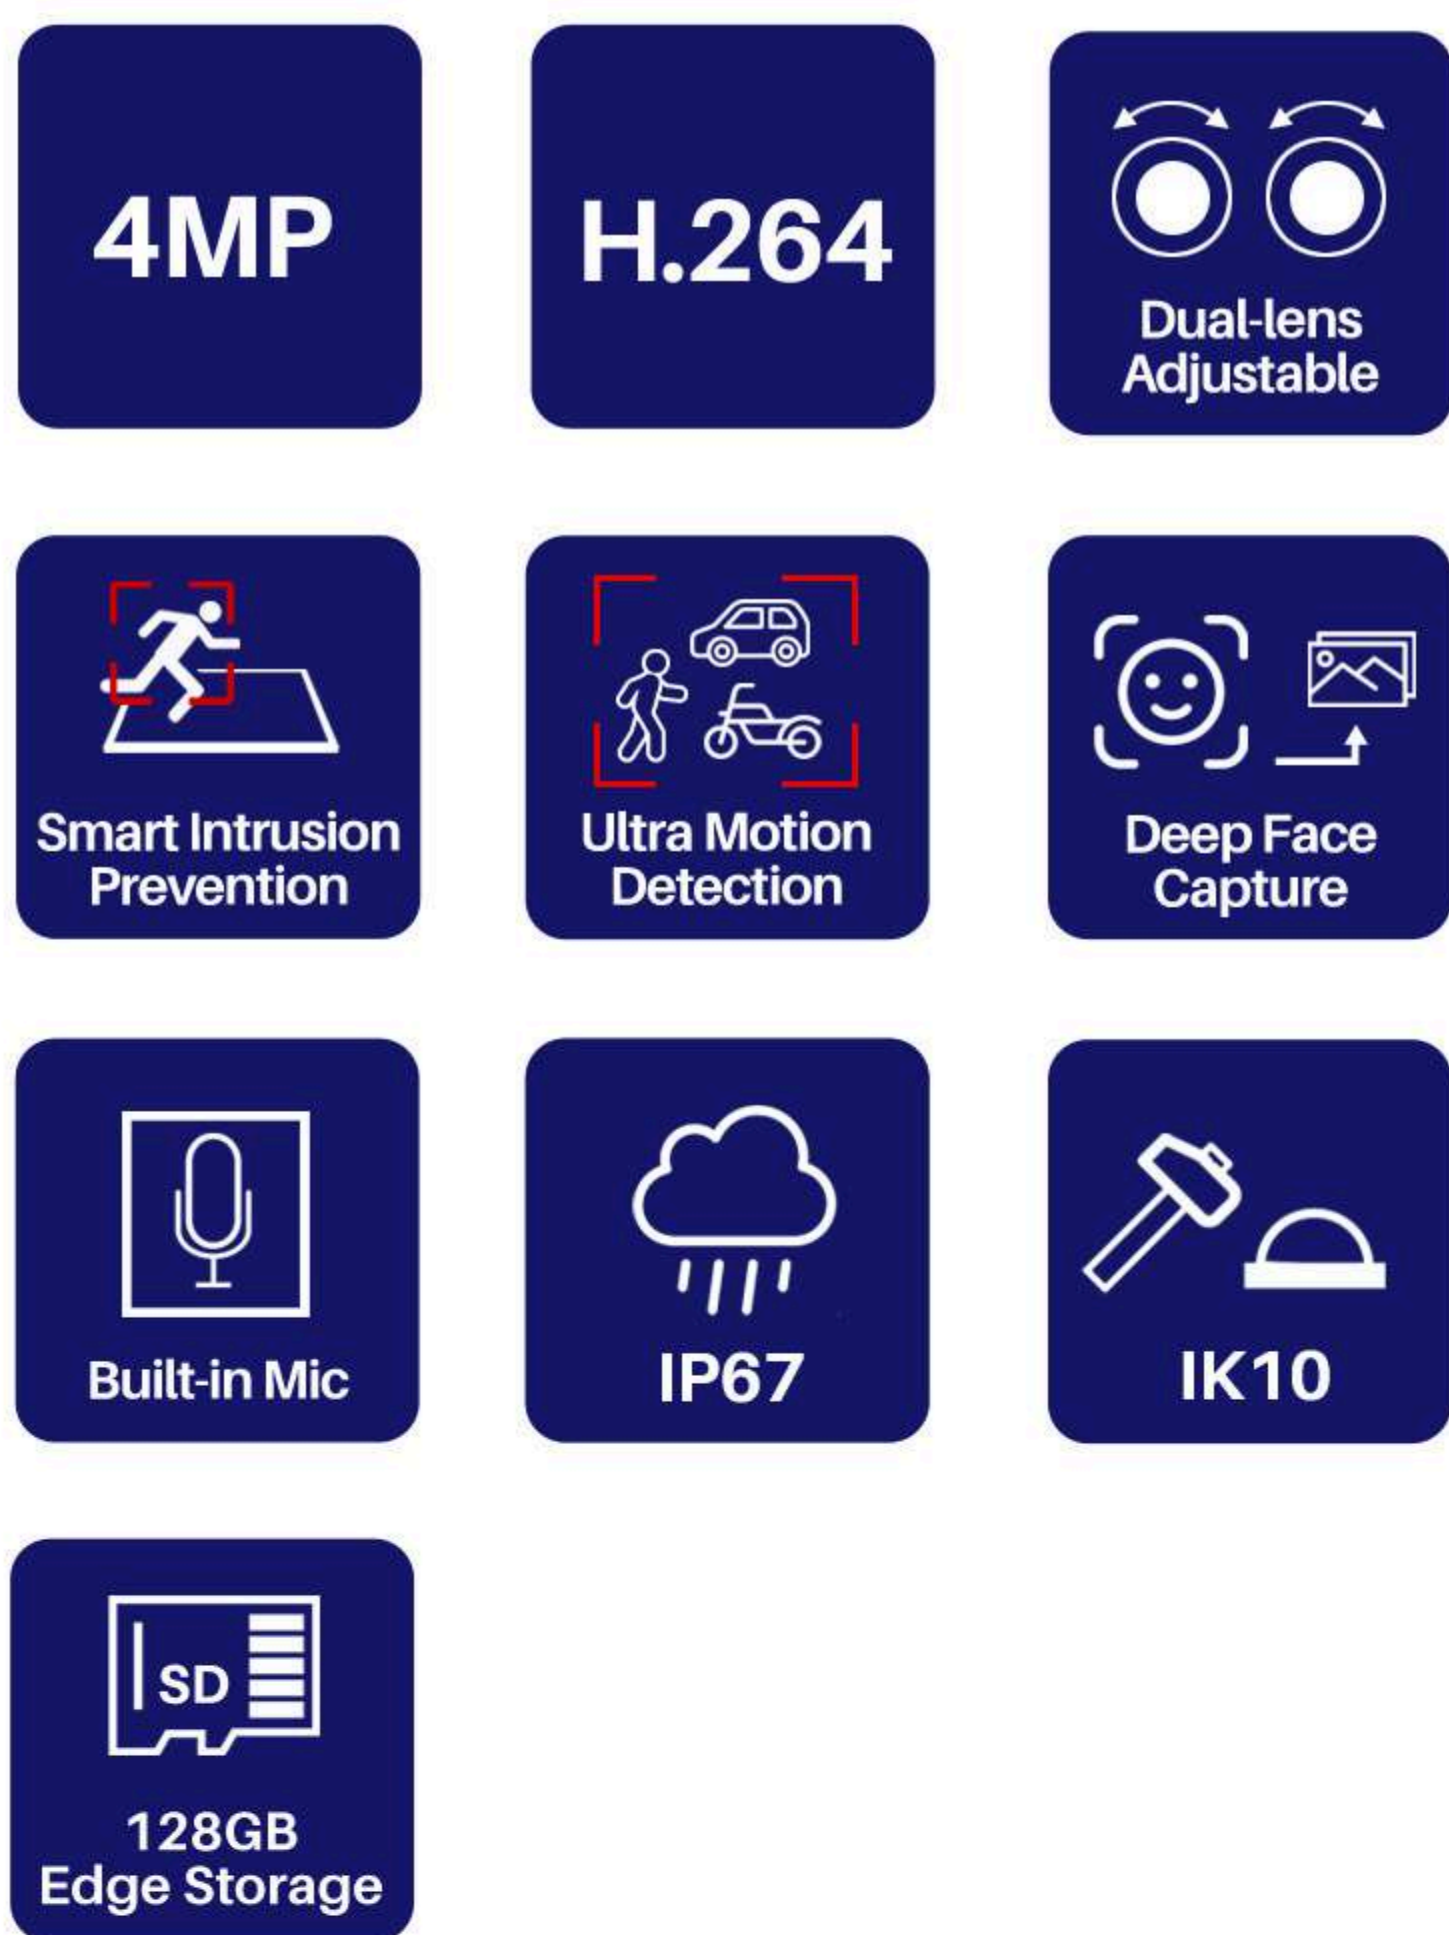 4MP
H.264
Dual-lens
Adjustable
Smart Intrusion
Prevention
Ultra Motion
Detection
Deep Face
Capture
Built-in Mic
IP67
IK10
SD
128GB
Edge Storage